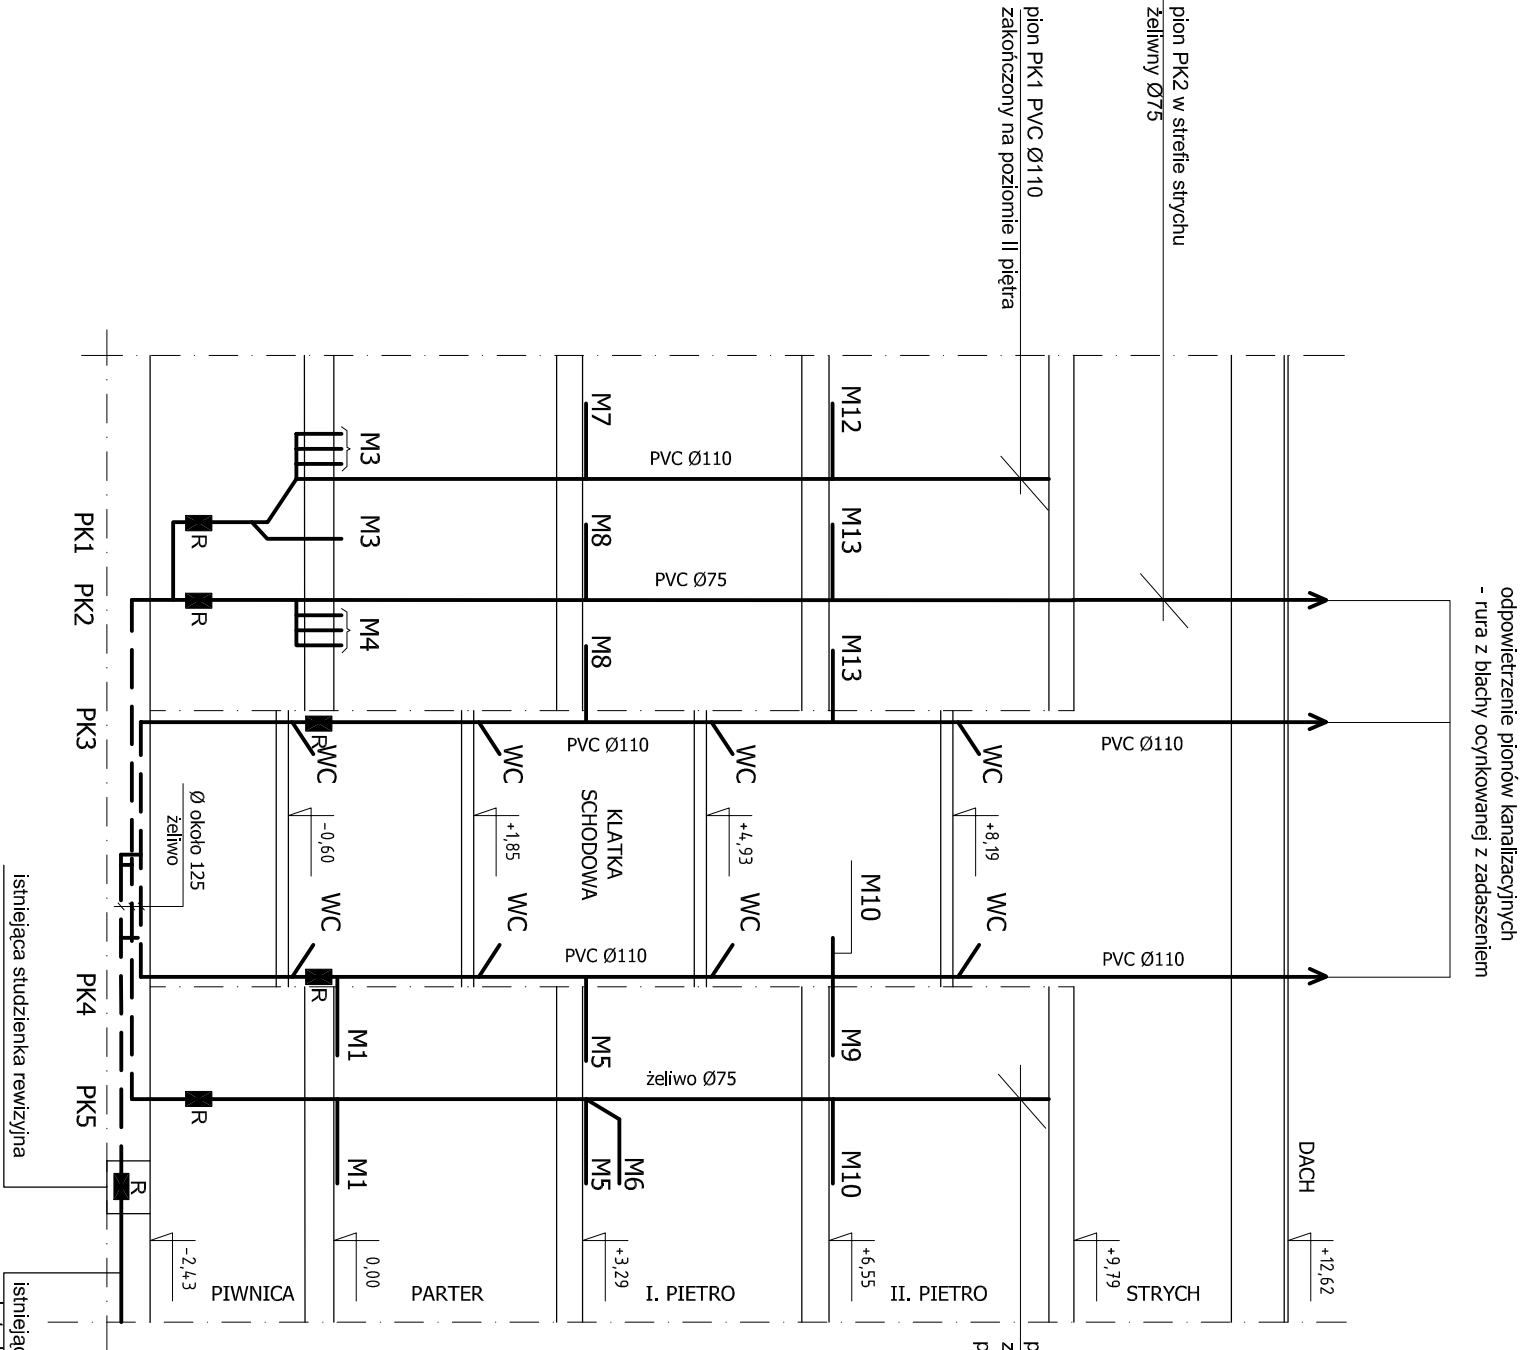 odpowietrzenie pionów kanalizacyjnych
- rura z blachy ocynkowanej z zadaszeniem
pion PK2 w strefie strychu
żeliwny Ø75
pion PK1 PVC Ø110
zakończony na poziomie II piętra
DACH
+12,62
STRYCH
+9,79
PVC Ø110
PVC Ø110
WC
+8,19
WC
II. PIETRO
+6,55
M12
M13
M13
M10
M9
M10
WC
+4,93
WC
PVC Ø110
PVC Ø75
PVC Ø110
KLATKA
SCHODOWA
PVC Ø110
żeliwo Ø75
I. PIETRO
+3,29
M7
M8
M8
M5
M6
M5
WC
+1,85
WC
PARTER
0,00
M3
M3
M4
M1
M1
WC
-0,60
WC
R
R
R
R
R
PIWNICA
-2,43
Ø około 125
żeliwo
R
PK1
PK2
PK3
PK4
PK5
istniejąca studzienka rewizyjna